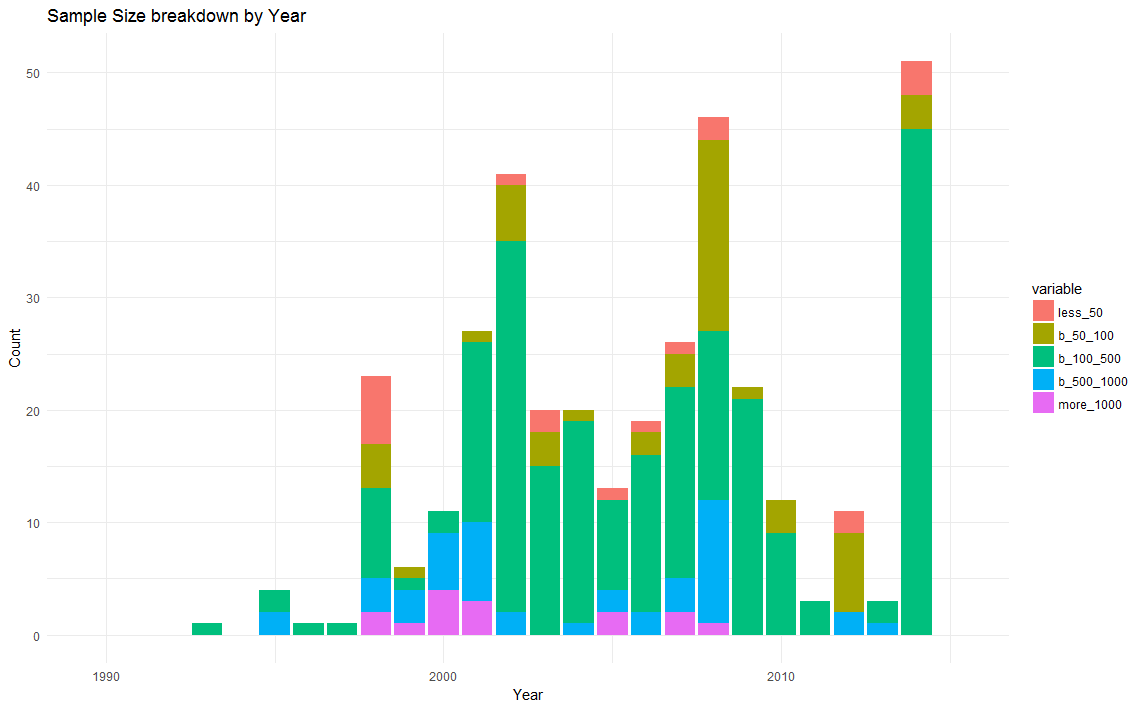 Sample Size breakdown by Year
50
40
30
20
10
0
Count
1990
2000
2010
Year
variable
less_50
b_50_100
b_100_500
b_500_1000
more_1000